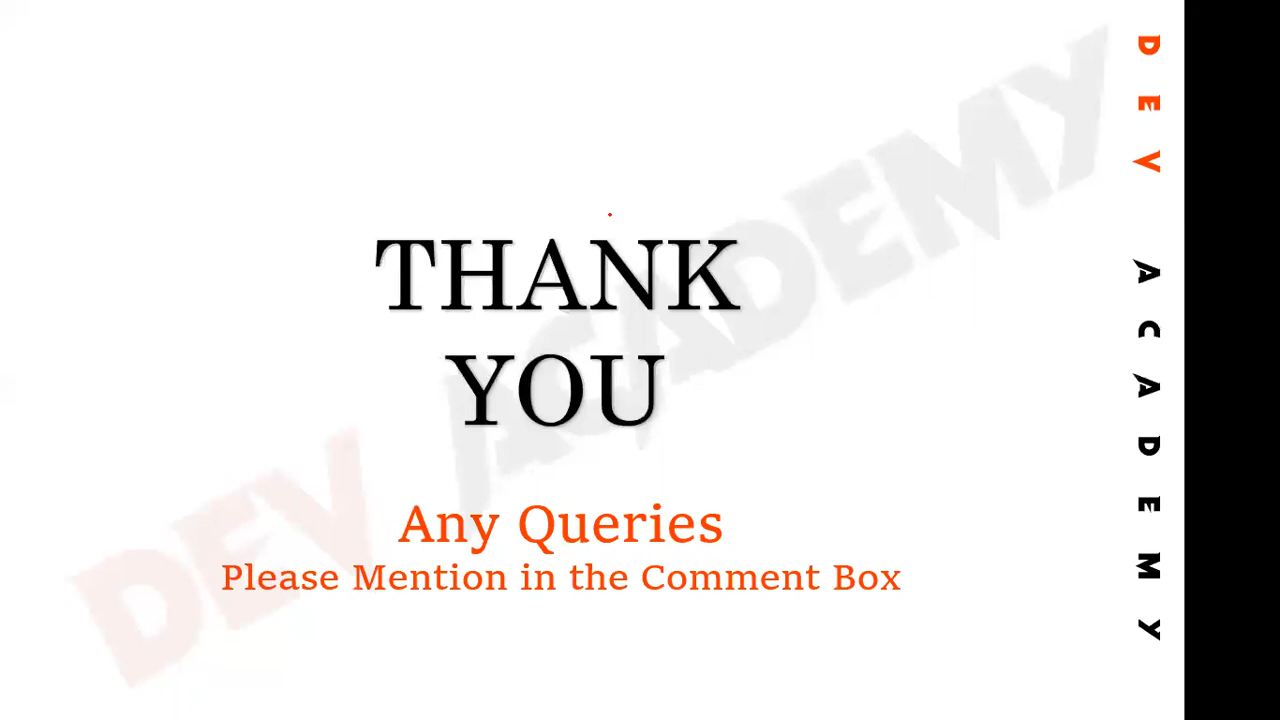 THANK
YOU
Any Queries
Please Mention in the Comment Box
DEV ACADEMY
DEV ACADEMY